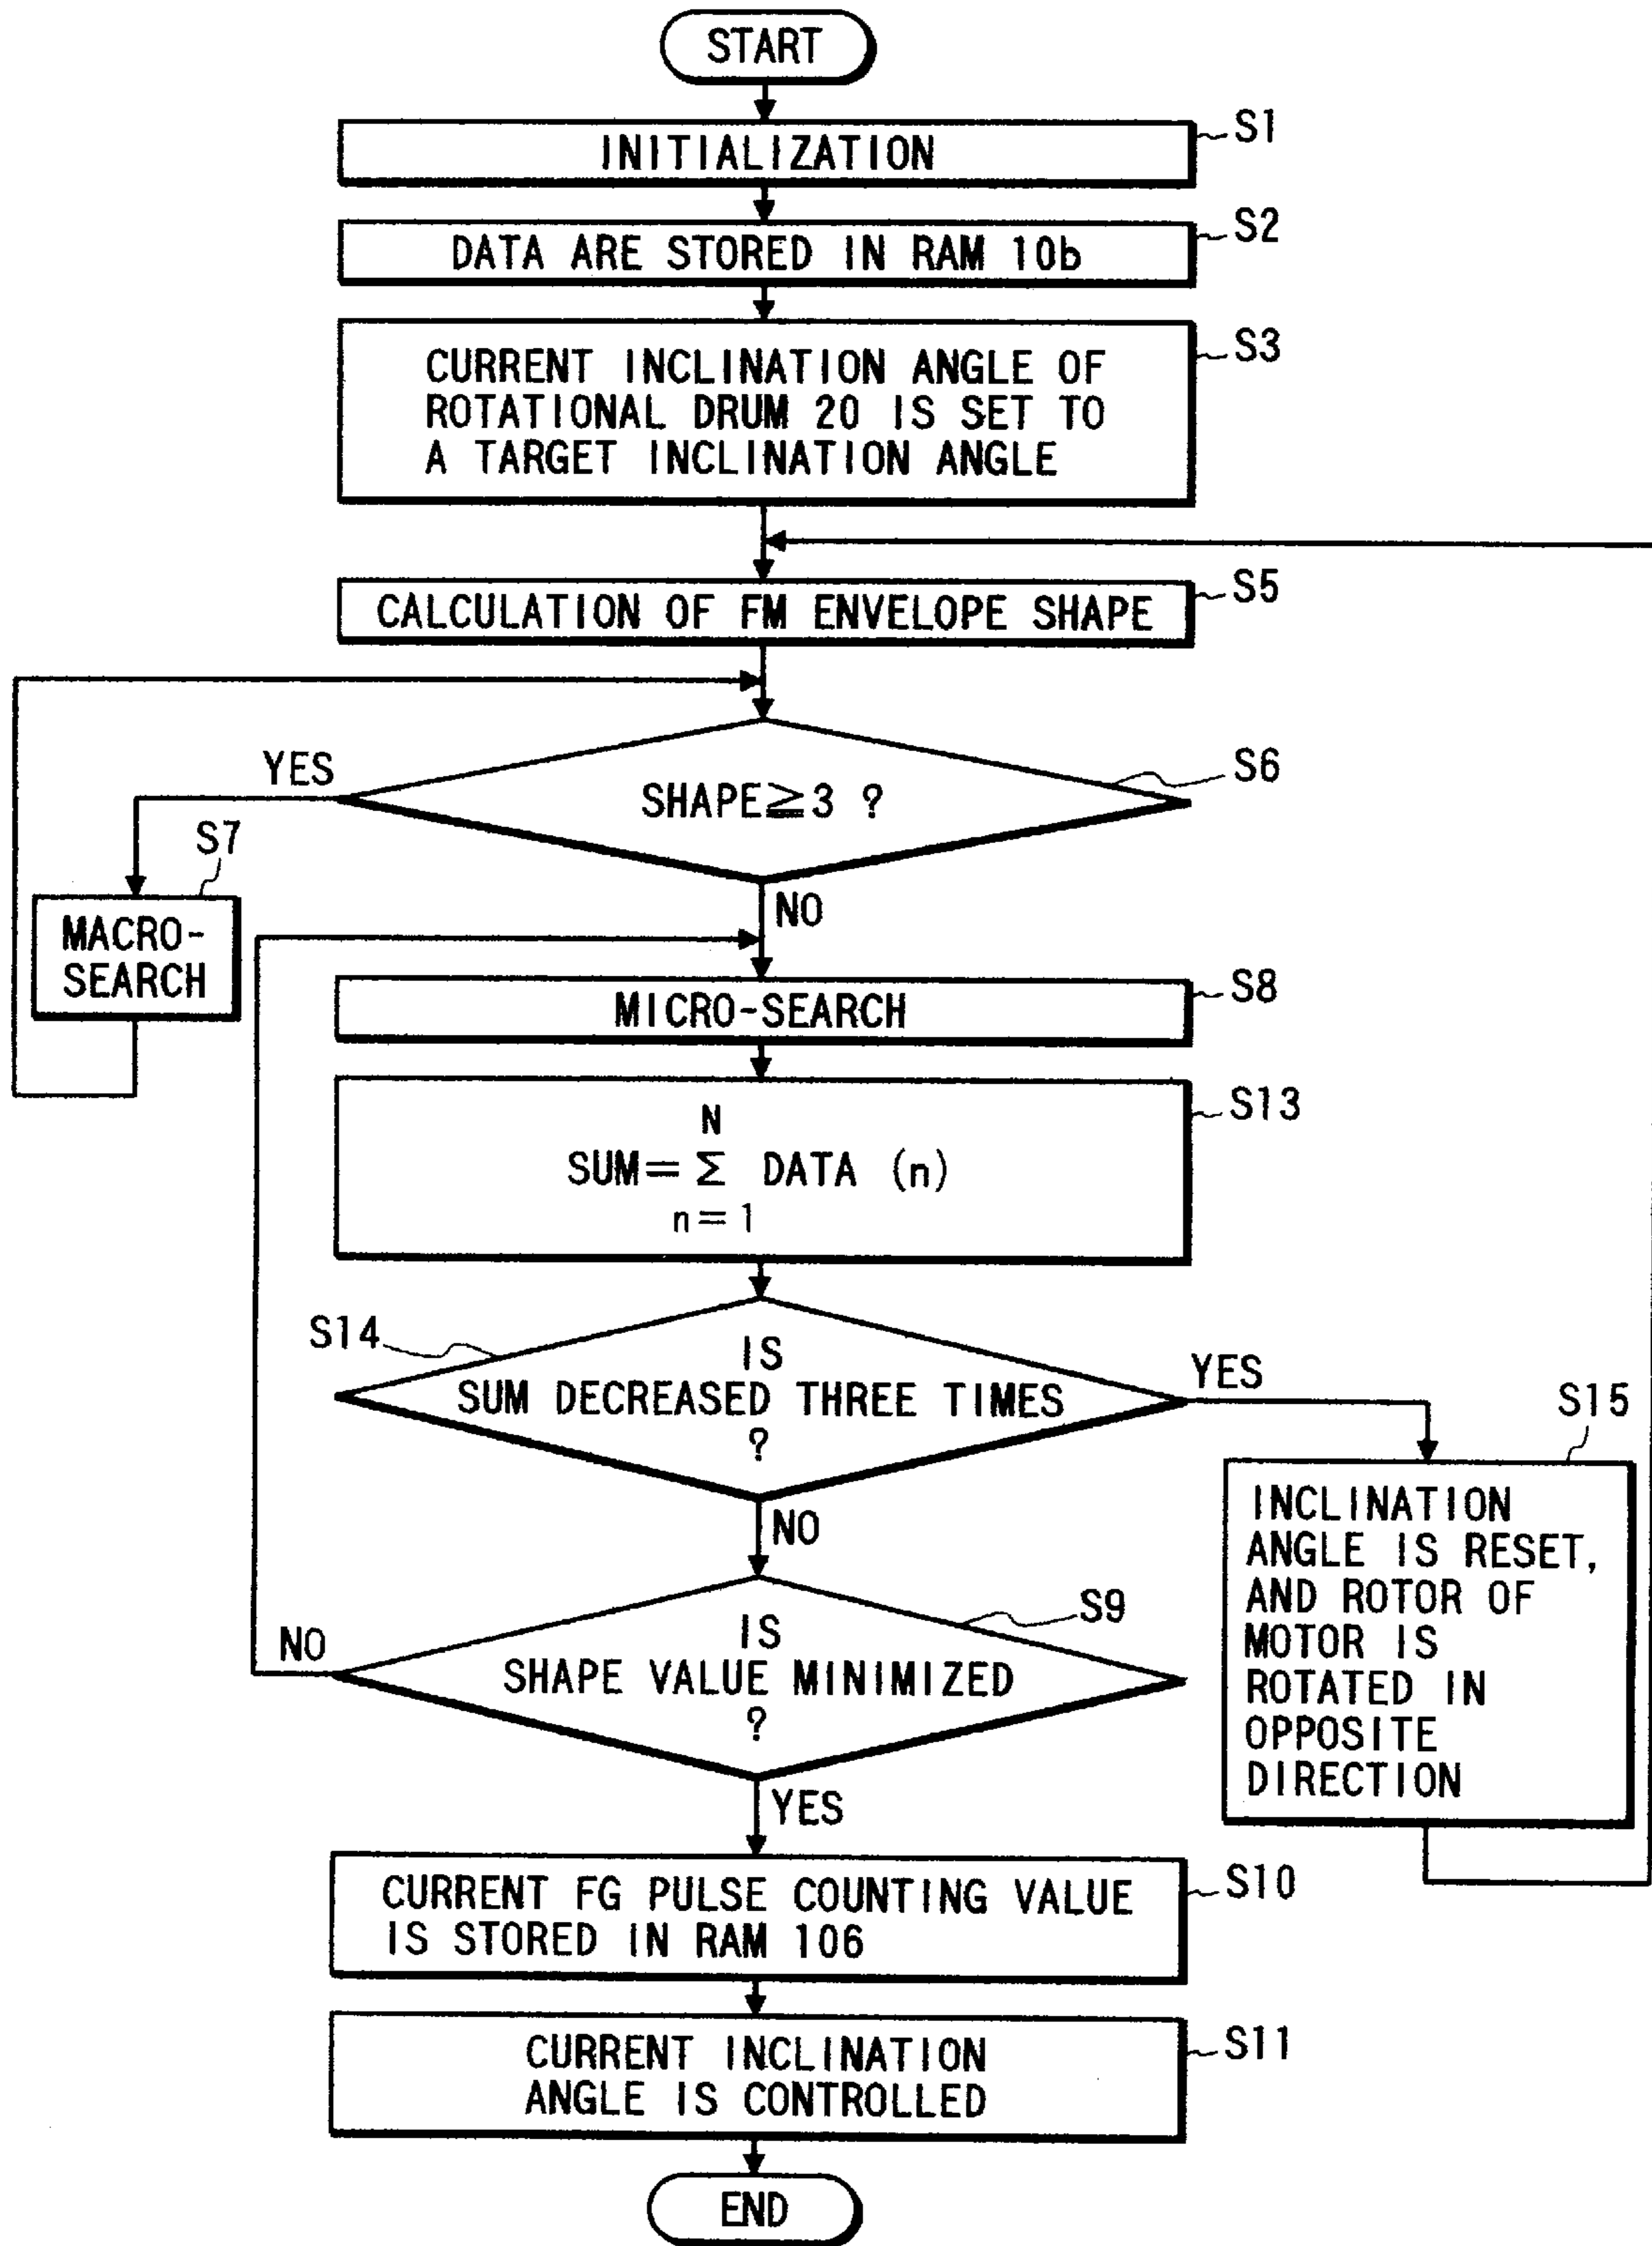 START
INITIALIZATION
S1
DATA ARE STORED IN RAM 10b
S2
CURRENT INCLINATION ANGLE OF
ROTATIONAL DRUM 20 IS SET TO
A TARGET INCLINATION ANGLE
S3
CALCULATION OF FM ENVELOPE SHAPE
S5
YES
SHAPE≧3 ?
S6
S7
MACRO-
SEARCH
NO
MICRO-SEARCH
S8
N
SUM=Σ DATA (n)
n=1
S13
S14
IS
SUM DECREASED THREE TIMES
?
YES
S15
INCLINATION
ANGLE IS RESET,
AND ROTOR OF
MOTOR IS
ROTATED IN
OPPOSITE
DIRECTION
NO
NO
IS
SHAPE VALUE MINIMIZED
?
S9
YES
CURRENT FG PULSE COUNTING VALUE
IS STORED IN RAM 106
S10
CURRENT INCLINATION
ANGLE IS CONTROLLED
S11
END